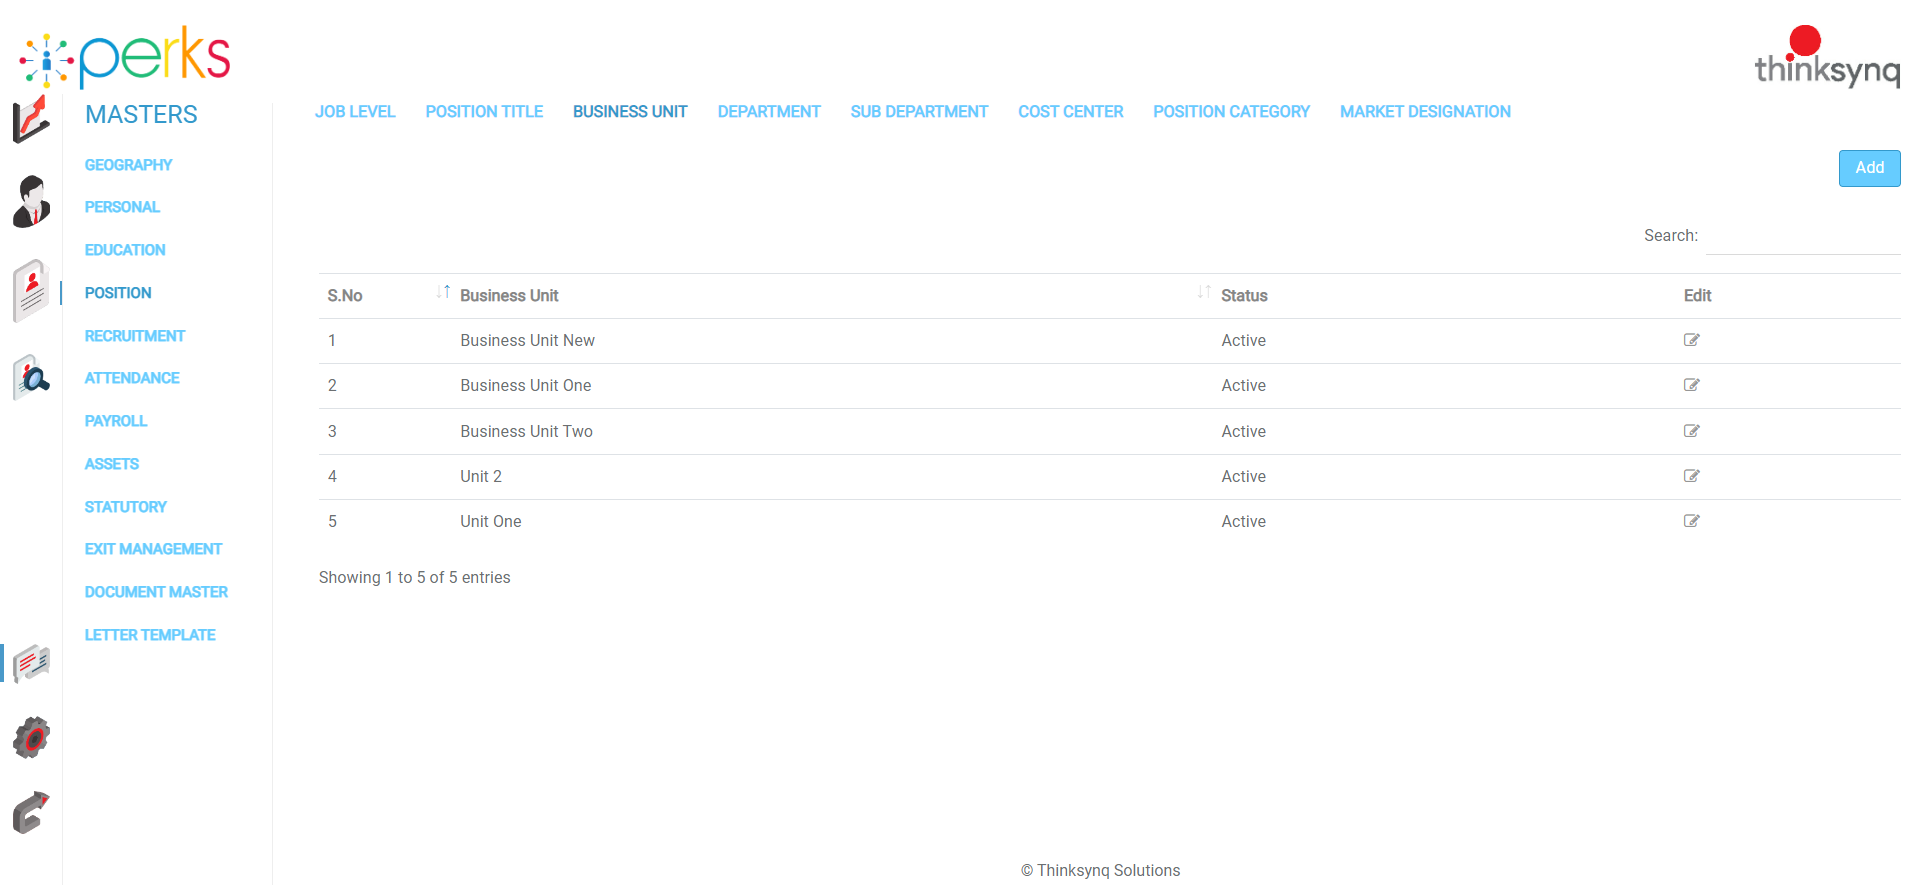 perks
thinksynq
MASTERS
JOB LEVEL POSITION TITLE BUSINESS UNIT DEPARTMENT SUB DEPARTMENT COST CENTER POSITION CATEGORY MARKET DESIGNATION
GEOGRAPHY
PERSONAL
EDUCATION
POSITION
RECRUITMENT
ATTENDANCE
PAYROLL
ASSETS
STATUTORY
EXIT MANAGEMENT
DOCUMENT MASTER
LETTER TEMPLATE
Add
Search:
S.No Business Unit Status Edit
1 Business Unit New Active
2 Business Unit One Active
3 Business Unit Two Active
4 Unit 2 Active
5 Unit One Active
Showing 1 to 5 of 5 entries
© Thinksynq Solutions